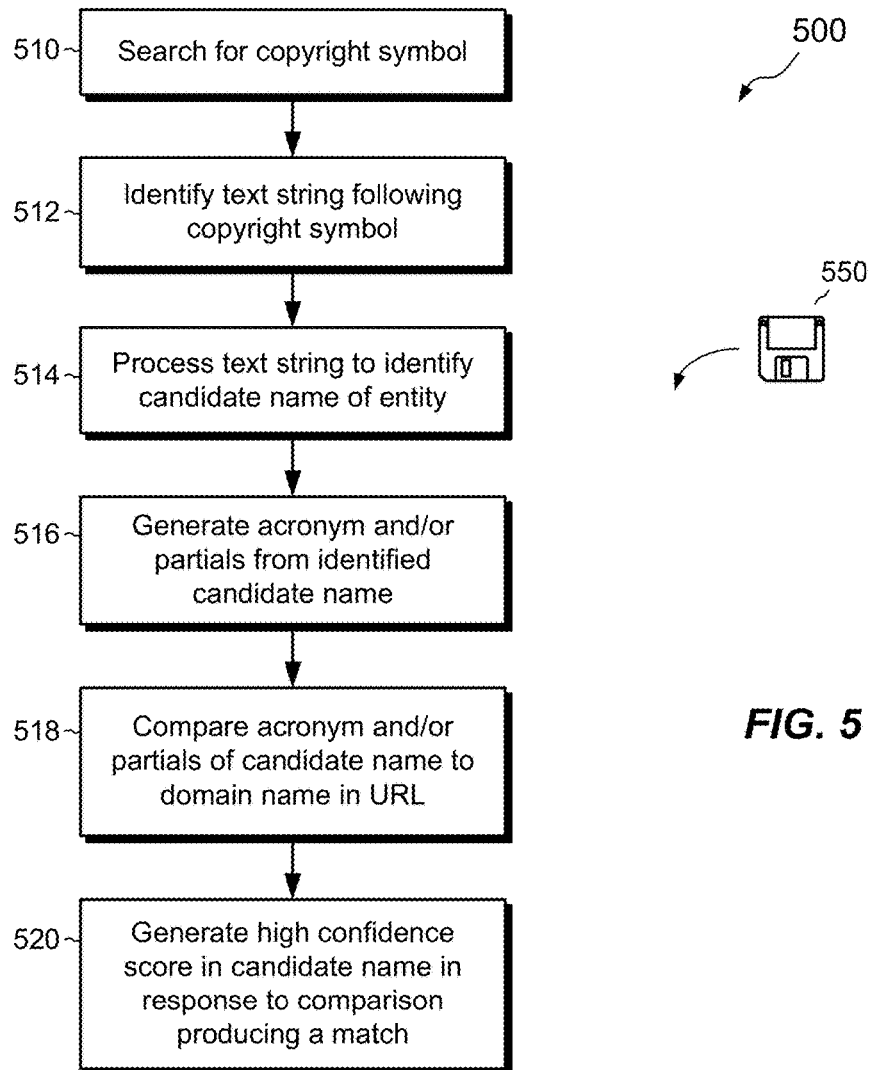 500
510
Search for copyright symbol
512
Identify text string following
copyright symbol
550
514
Process text string to identify
candidate name of entity
516
Generate acronym and/or
partials from identified
candidate name
518
Compare acronym and/or
partials of candidate name to
domain name in URL
FIG. 5
520
Generate high confidence
score in candidate name in
response to comparison
producing a match